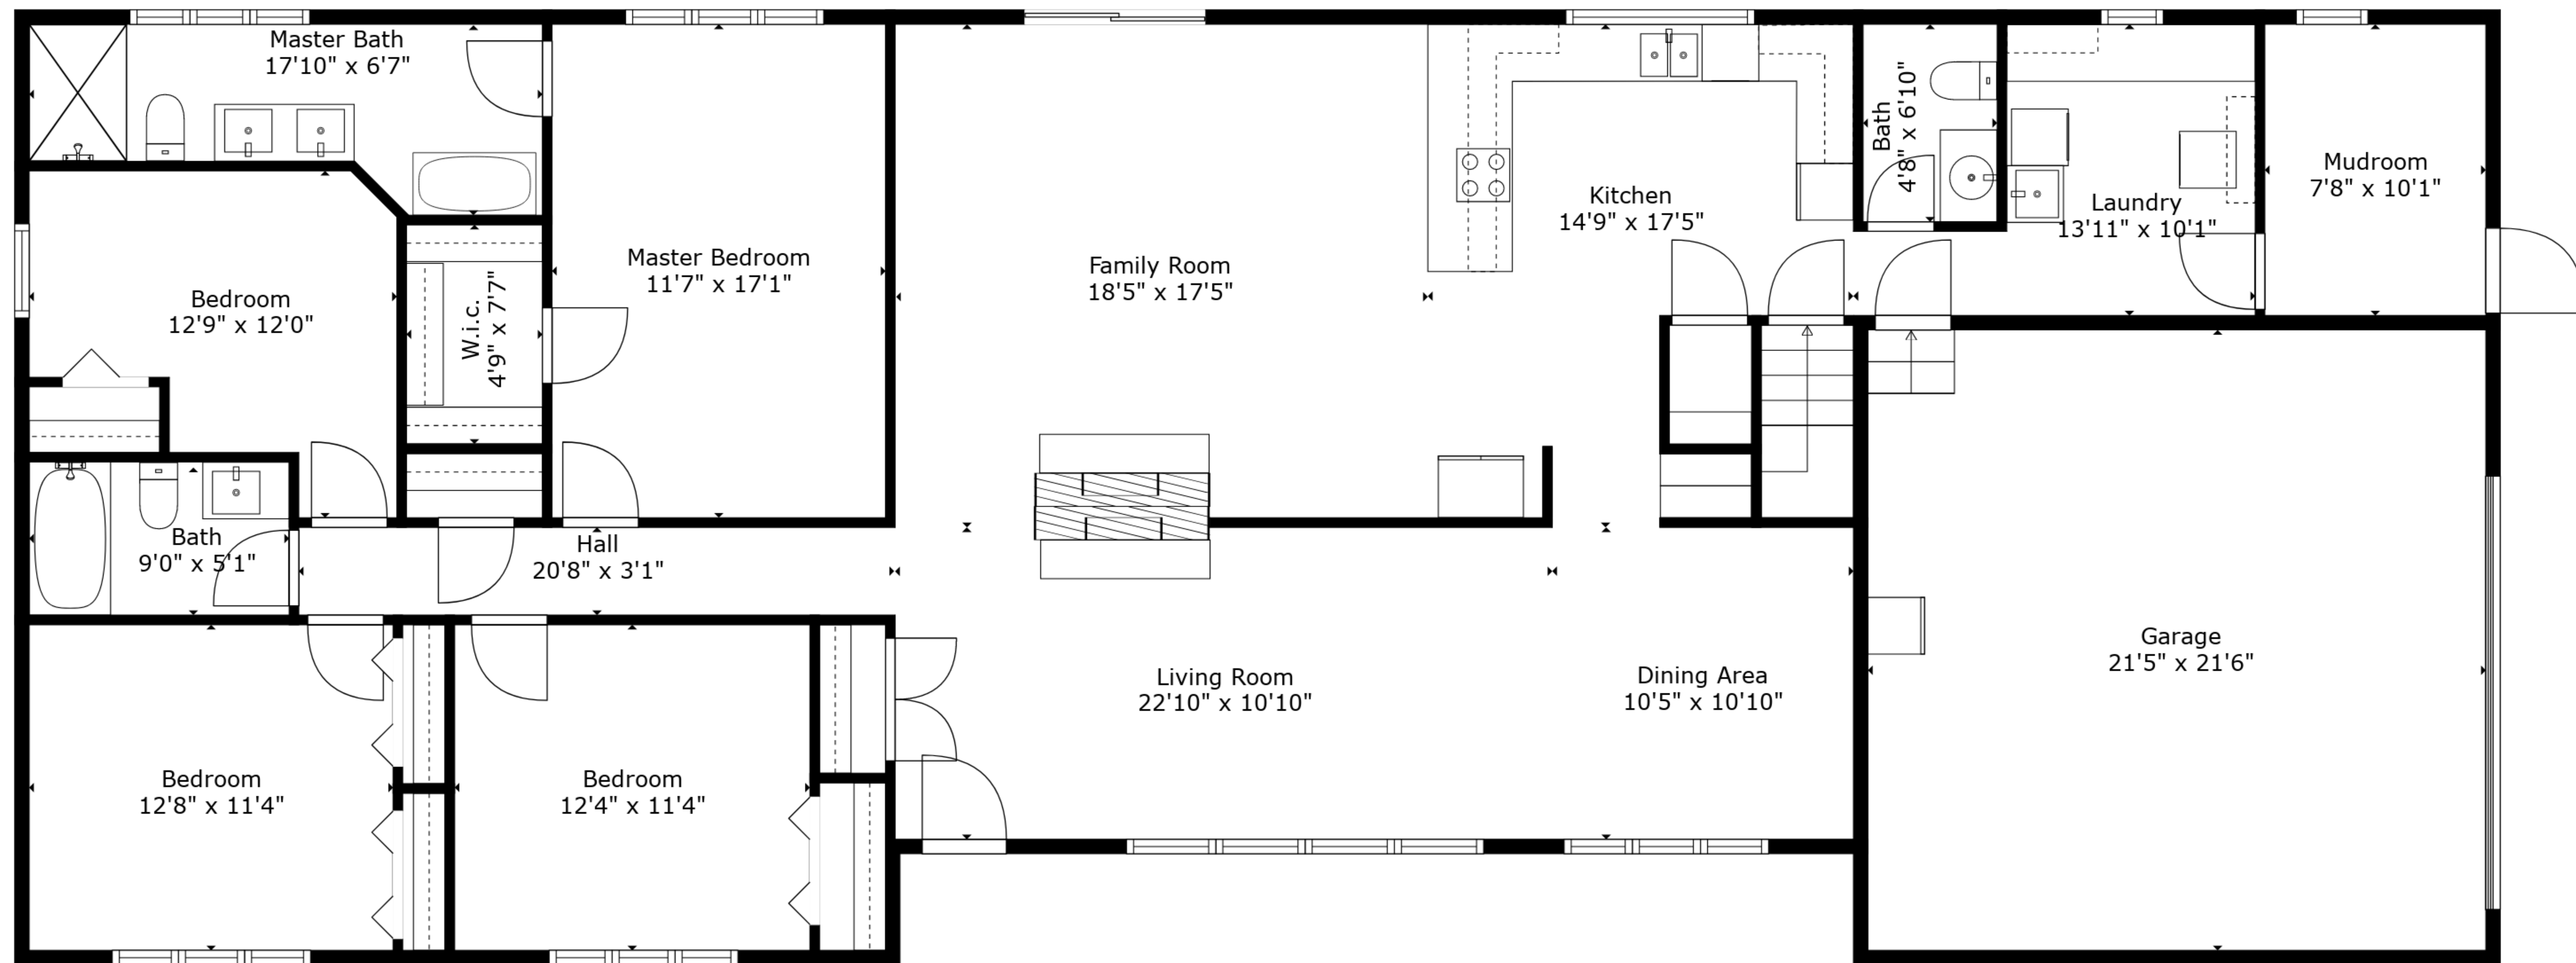 Master Bath
17'10" x 6'7"
Master Bedroom
11'7" x 17'1"
Family Room
18'5" x 17'5"
Kitchen
14'9" x 17'5"
Bath
4'8" x 6'10"
Laundry
13'11" x 10'1"
Mudroom
7'8" x 10'1"
Bedroom
12'9" x 12'0"
W.i.c.
4'9" x 7'7"
Bath
9'0" x 5'1"
Hall
20'8" x 3'1"
Living Room
22'10" x 10'10"
Dining Area
10'5" x 10'10"
Garage
21'5" x 21'6"
Bedroom
12'8" x 11'4"
Bedroom
12'4" x 11'4"